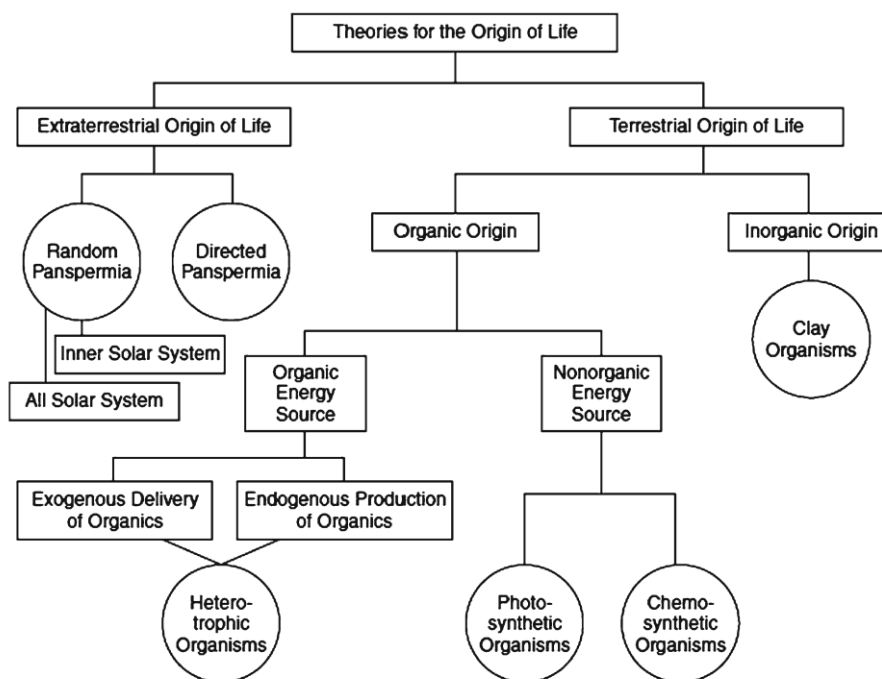 Theories for the Origin of Life
Extraterrestrial Origin of Life
Terrestrial Origin of Life
Random
Panspermia
Directed
Panspermia
Organic Origin
Inorganic Origin
Inner Solar System
All Solar System
Clay
Organisms
Organic
Energy
Source
Nonorganic
Energy
Source
Exogenous Delivery
of Organics
Endogenous Production
of Organics
Hetero-
trophic
Organisms
Photo-
synthetic
Organisms
Chemo-
synthetic
Organisms